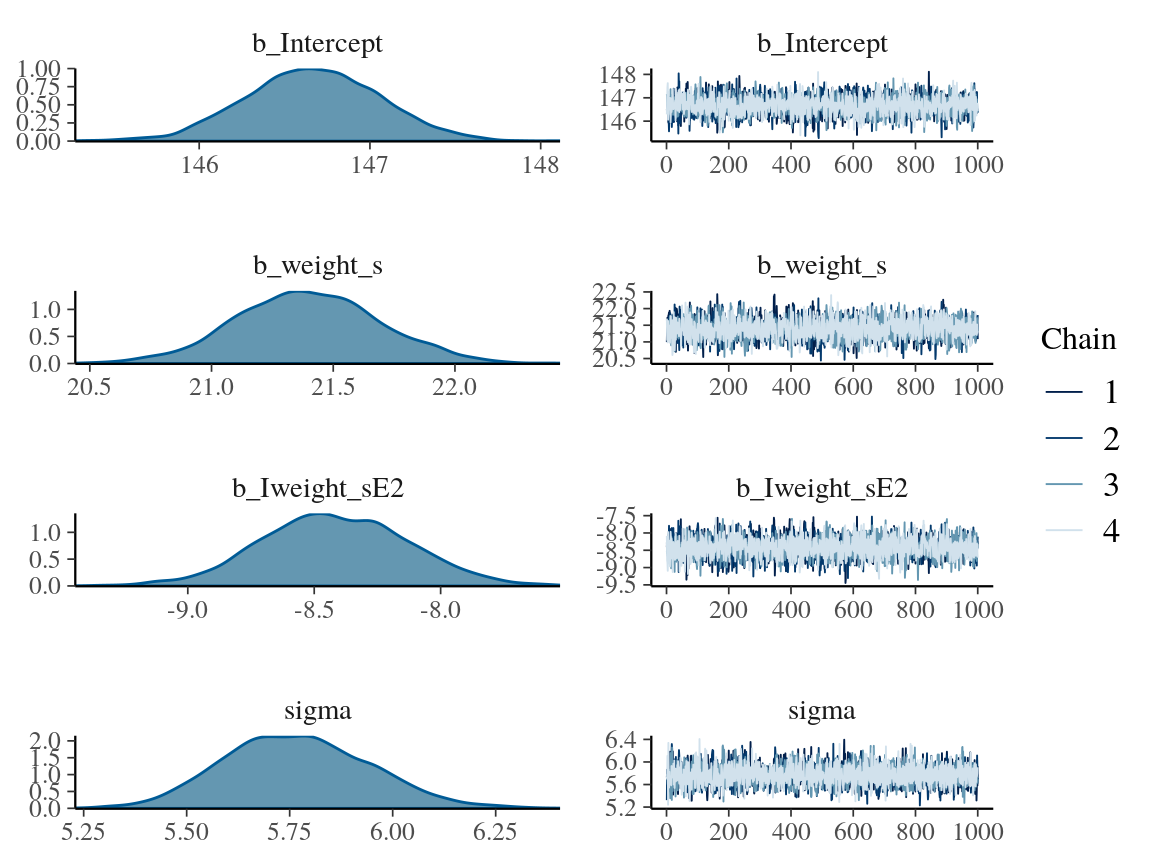 b_Intercept
b_Intercept
1.00
0.75
0.50
0.25
0.00
146 147 148
148
147
146
0 200 400 600 800 1000
b_weight_s
b_weight_s
1.0
0.5
0.0
20.5 21.0 21.5 22.0
22.5
22.0
21.5
21.0
20.5
0 200 400 600 800 1000
Chain
1
2
3
4
b_Iweight_sE2
b_Iweight_sE2
1.0
0.5
0.0
-9.0 -8.5 -8.0
-7.5
-8.0
-8.5
-9.0
-9.5
0 200 400 600 800 1000
sigma
sigma
2.0
1.5
1.0
0.5
0.0
5.25 5.50 5.75 6.00 6.25
6.4
6.0
5.6
5.2
0 200 400 600 800 1000